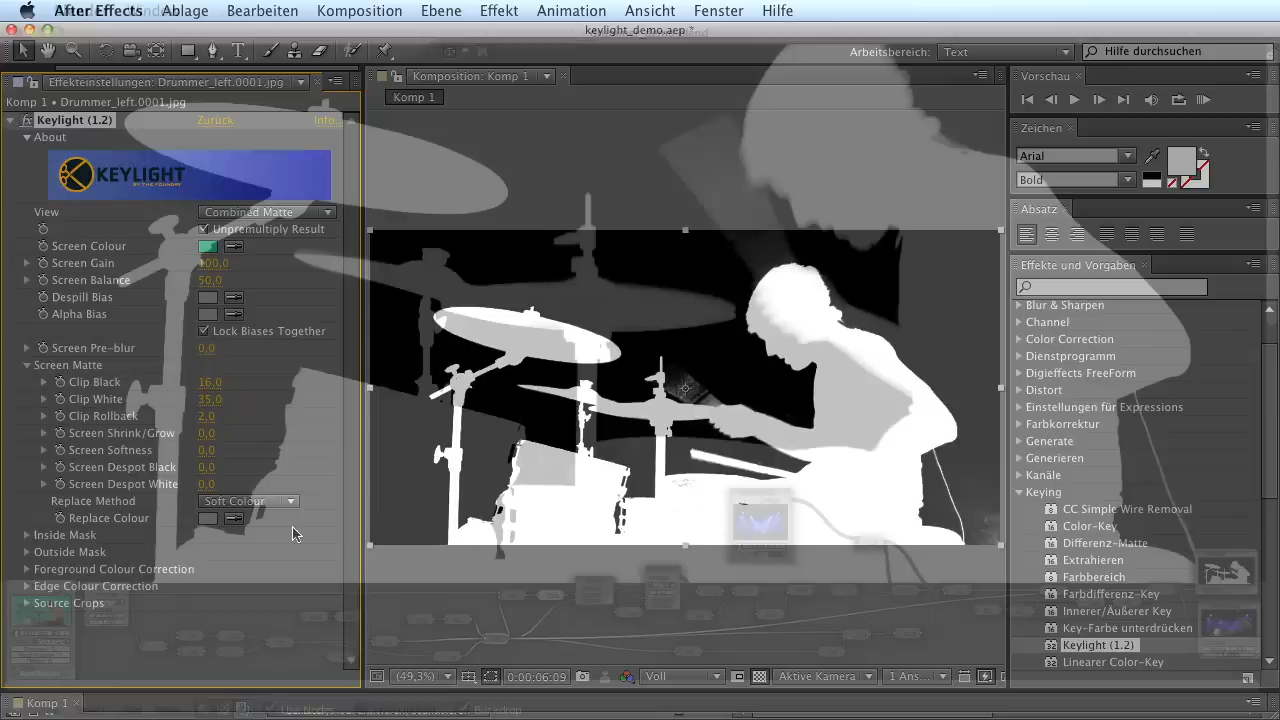 After Effects Ablage Bearbeiten Komposition Ebene Effekt Animation Ansicht Fenster Hilfe
keylight_demo.aep *
Arbeitsbereich: Text
Hilfe durchsuchen
Effekteinstellungen: Drummer_left.0001.jpg
Komposition: Komp 1
Vorschau
Komp 1 • Drummer_left.0001.jpg
Komp 1
Keylight (1.2) Zurück Info...
About
KEYLIGHT
BY THE FOUNDRY
View Combined Matte
Unpremultiply Result
Screen Colour
Screen Gain 100,0
Screen Balance 50,0
Despill Bias
Alpha Bias
Lock Biases Together
Screen Pre-blur 0,0
Screen Matte
Clip Black 16,0
Clip White 35,0
Clip Rollback 2,0
Screen Shrink/Grow 0,0
Screen Softness 0,0
Screen Despot Black 0,0
Screen Despot White 0,0
Replace Method Soft Colour
Replace Colour
Inside Mask
Outside Mask
Foreground Colour Correction
Edge Colour Correction
Source Crops
Zeichen
Arial
Bold
Absatz
Effekte und Vorgaben
Blur & Sharpen
Channel
Color Correction
Dienstprogramm
Digieffects FreeForm
Distort
Einstellungen für Expressions
Farbkorrektur
Generate
Generieren
Kanäle
Keying
CC Simple Wire Removal
Color-Key
Differenz-Matte
Extrahieren
Farbbereich
Farbdifferenz-Key
Innerer/Äußerer Key
Key-Farbe unterdrücken
Keylight (1.2)
Linearer Color-Key
(49,3%) 0:00:06:09 Voll Aktive Kamera 1 Ans...
Komp 1
Backdrop